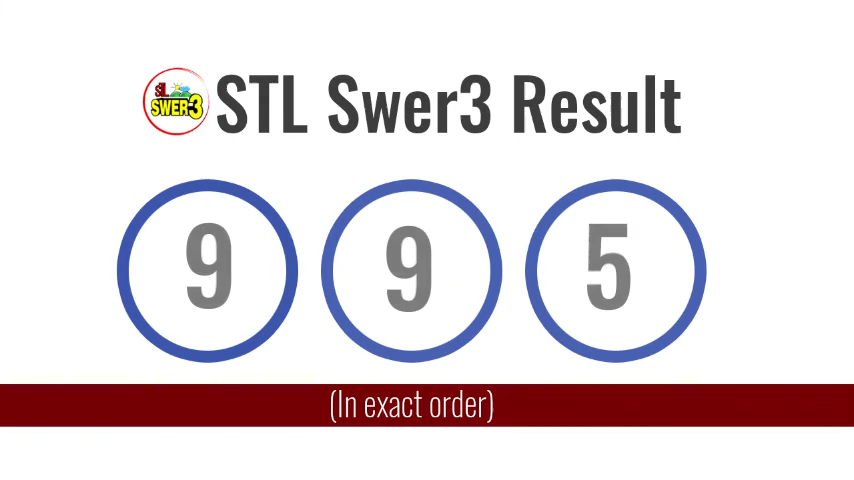 STL
SWER3
STL Swer3 Result
9 9 5
(In exact order)